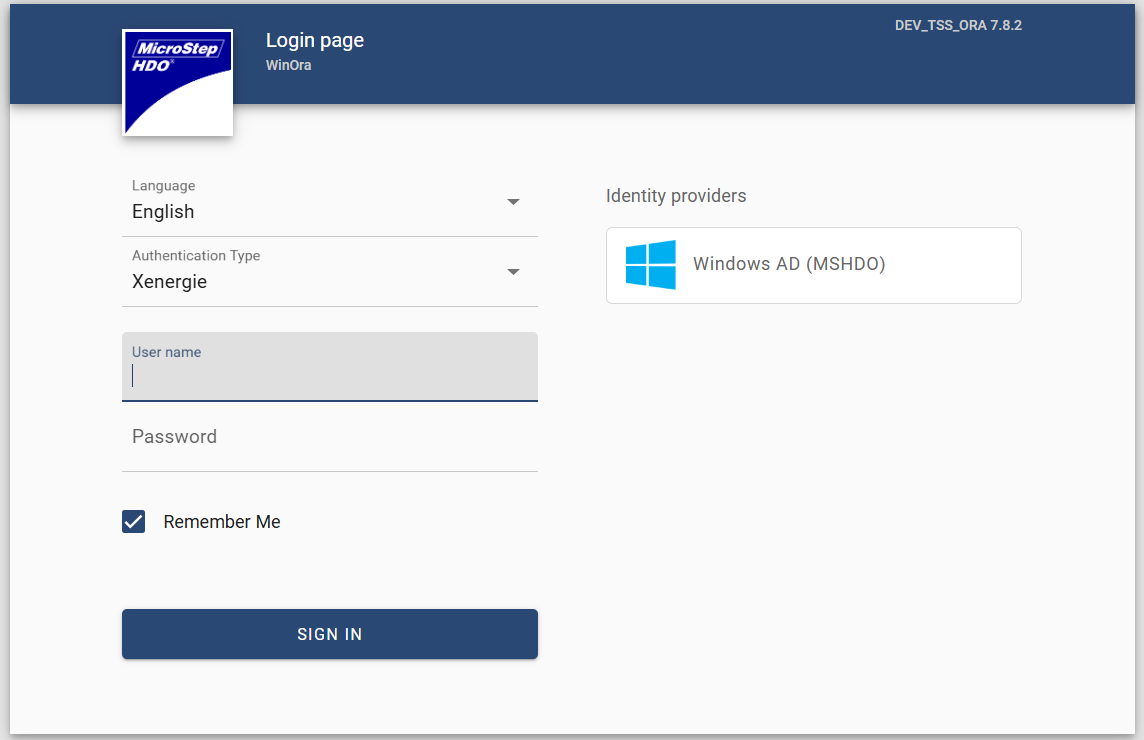 MicroStep
HDO®
Login page
WinOra
DEV_TSS_ORA 7.8.2
Language
English
Authentication Type
Xenergie
User name
Password
Remember Me
SIGN IN
Identity providers
Windows AD (MSHDO)